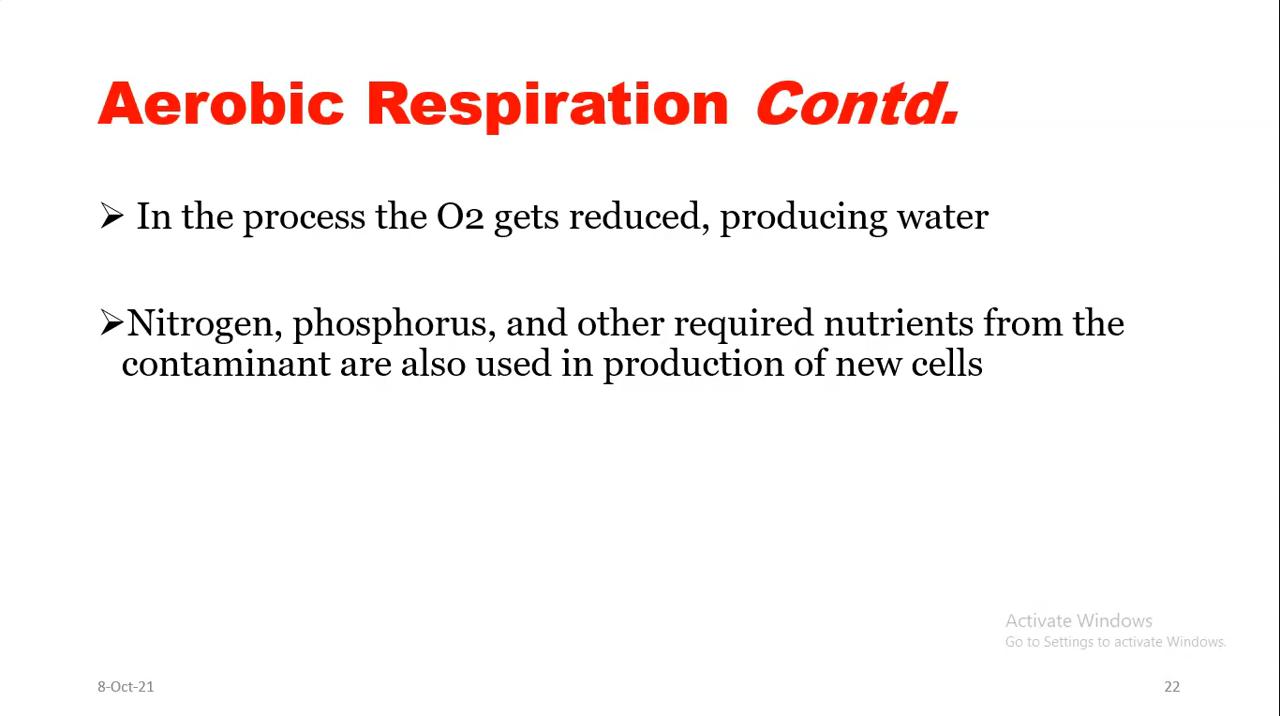 Aerobic Respiration Contd.
➢ In the process the O2 gets reduced, producing water
➢Nitrogen, phosphorus, and other required nutrients from the
contaminant are also used in production of new cells
Activate Windows
Go to Settings to activate Windows.
8-Oct-21
22